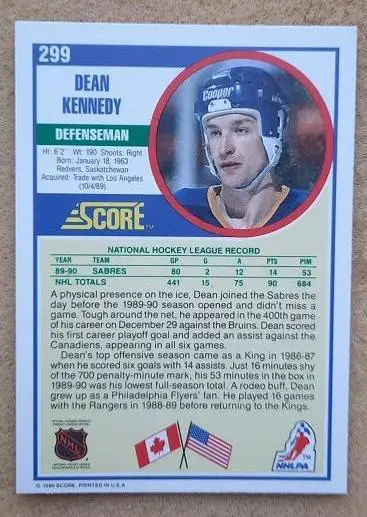 299
DEAN
KENNEDY
DEFENSEMAN
Ht: 6'2" Wt: 190 Shoots: Right
Born: January 18, 1963
Redvers, Saskatchewan
Acquired: Trade with Los Angeles
(10/4/89)
Cooper
SCORE TM
NATIONAL HOCKEY LEAGUE RECORD
YEAR TEAM GP G A PTS PIM
89-90 SABRES 80 2 12 14 53
NHL TOTALS 441 15 75 90 684
A physical presence on the ice, Dean joined the Sabres the
day before the 1989-90 season opened and didn't miss a
game. Tough around the net, he appeared in the 400th game
of his career on December 29 against the Bruins. Dean scored
his first career playoff goal and added an assist against the
Canadiens, appearing in all six games.
Dean's top offensive season came as a King in 1986-87
when he scored six goals with 14 assists. Just 16 minutes shy
of the 700 penalty-minute mark, his 53 minutes in the box in
1989-90 was his lowest full-season total. A rodeo buff, Dean
grew up as a Philadelphia Flyers' fan. He played 16 games
with the Rangers in 1988-89 before returning to the Kings.
NHL
NHLPA
TM
© 1990 SCORE. PRINTED IN U.S.A.